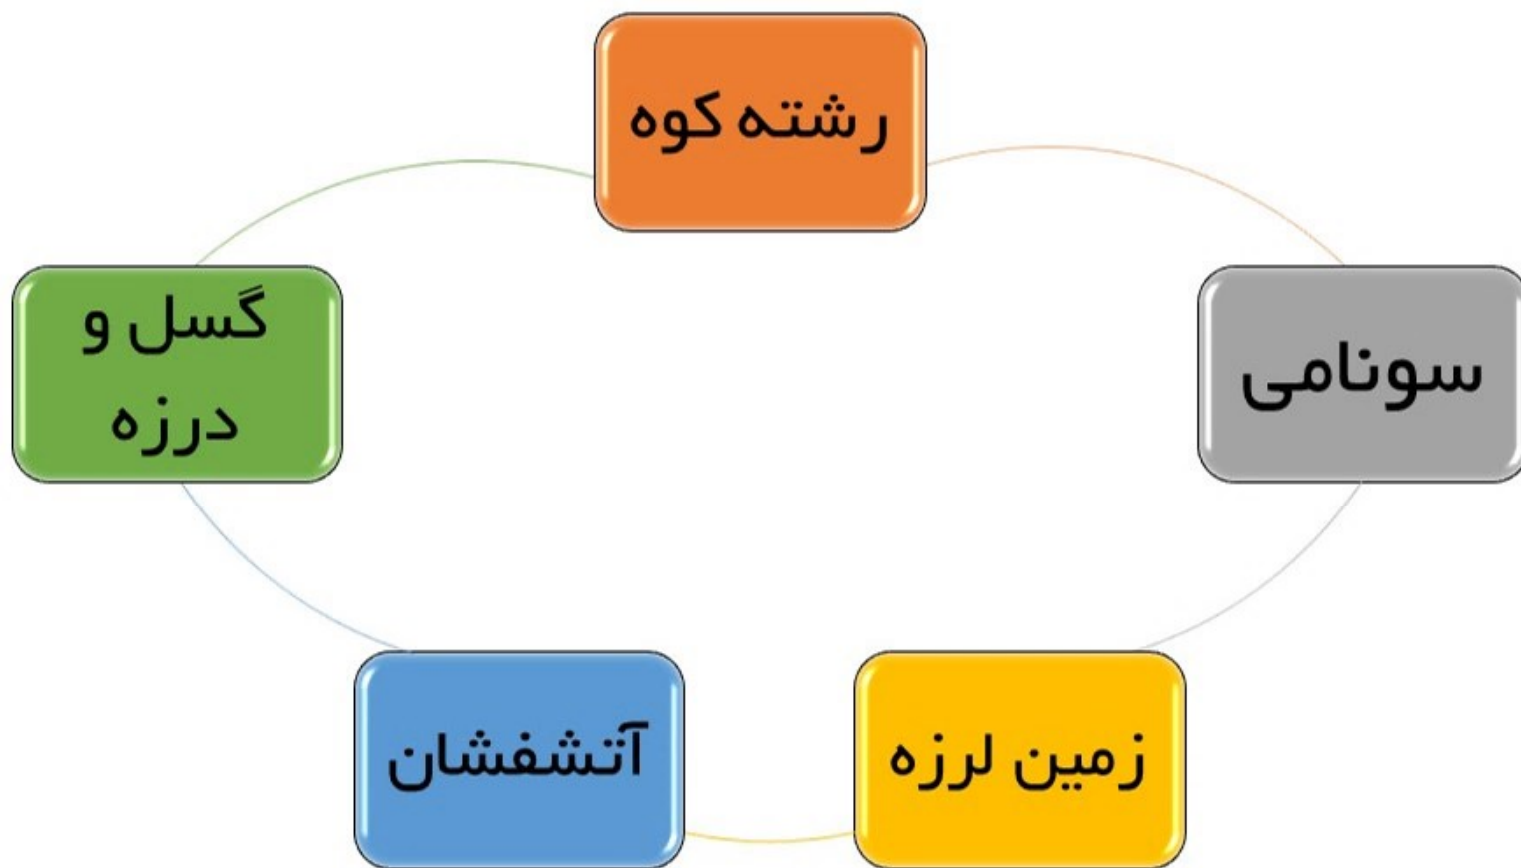 رشته کوه
سونامی
زمین لرزه
آتشفشان
گسل و
درزه